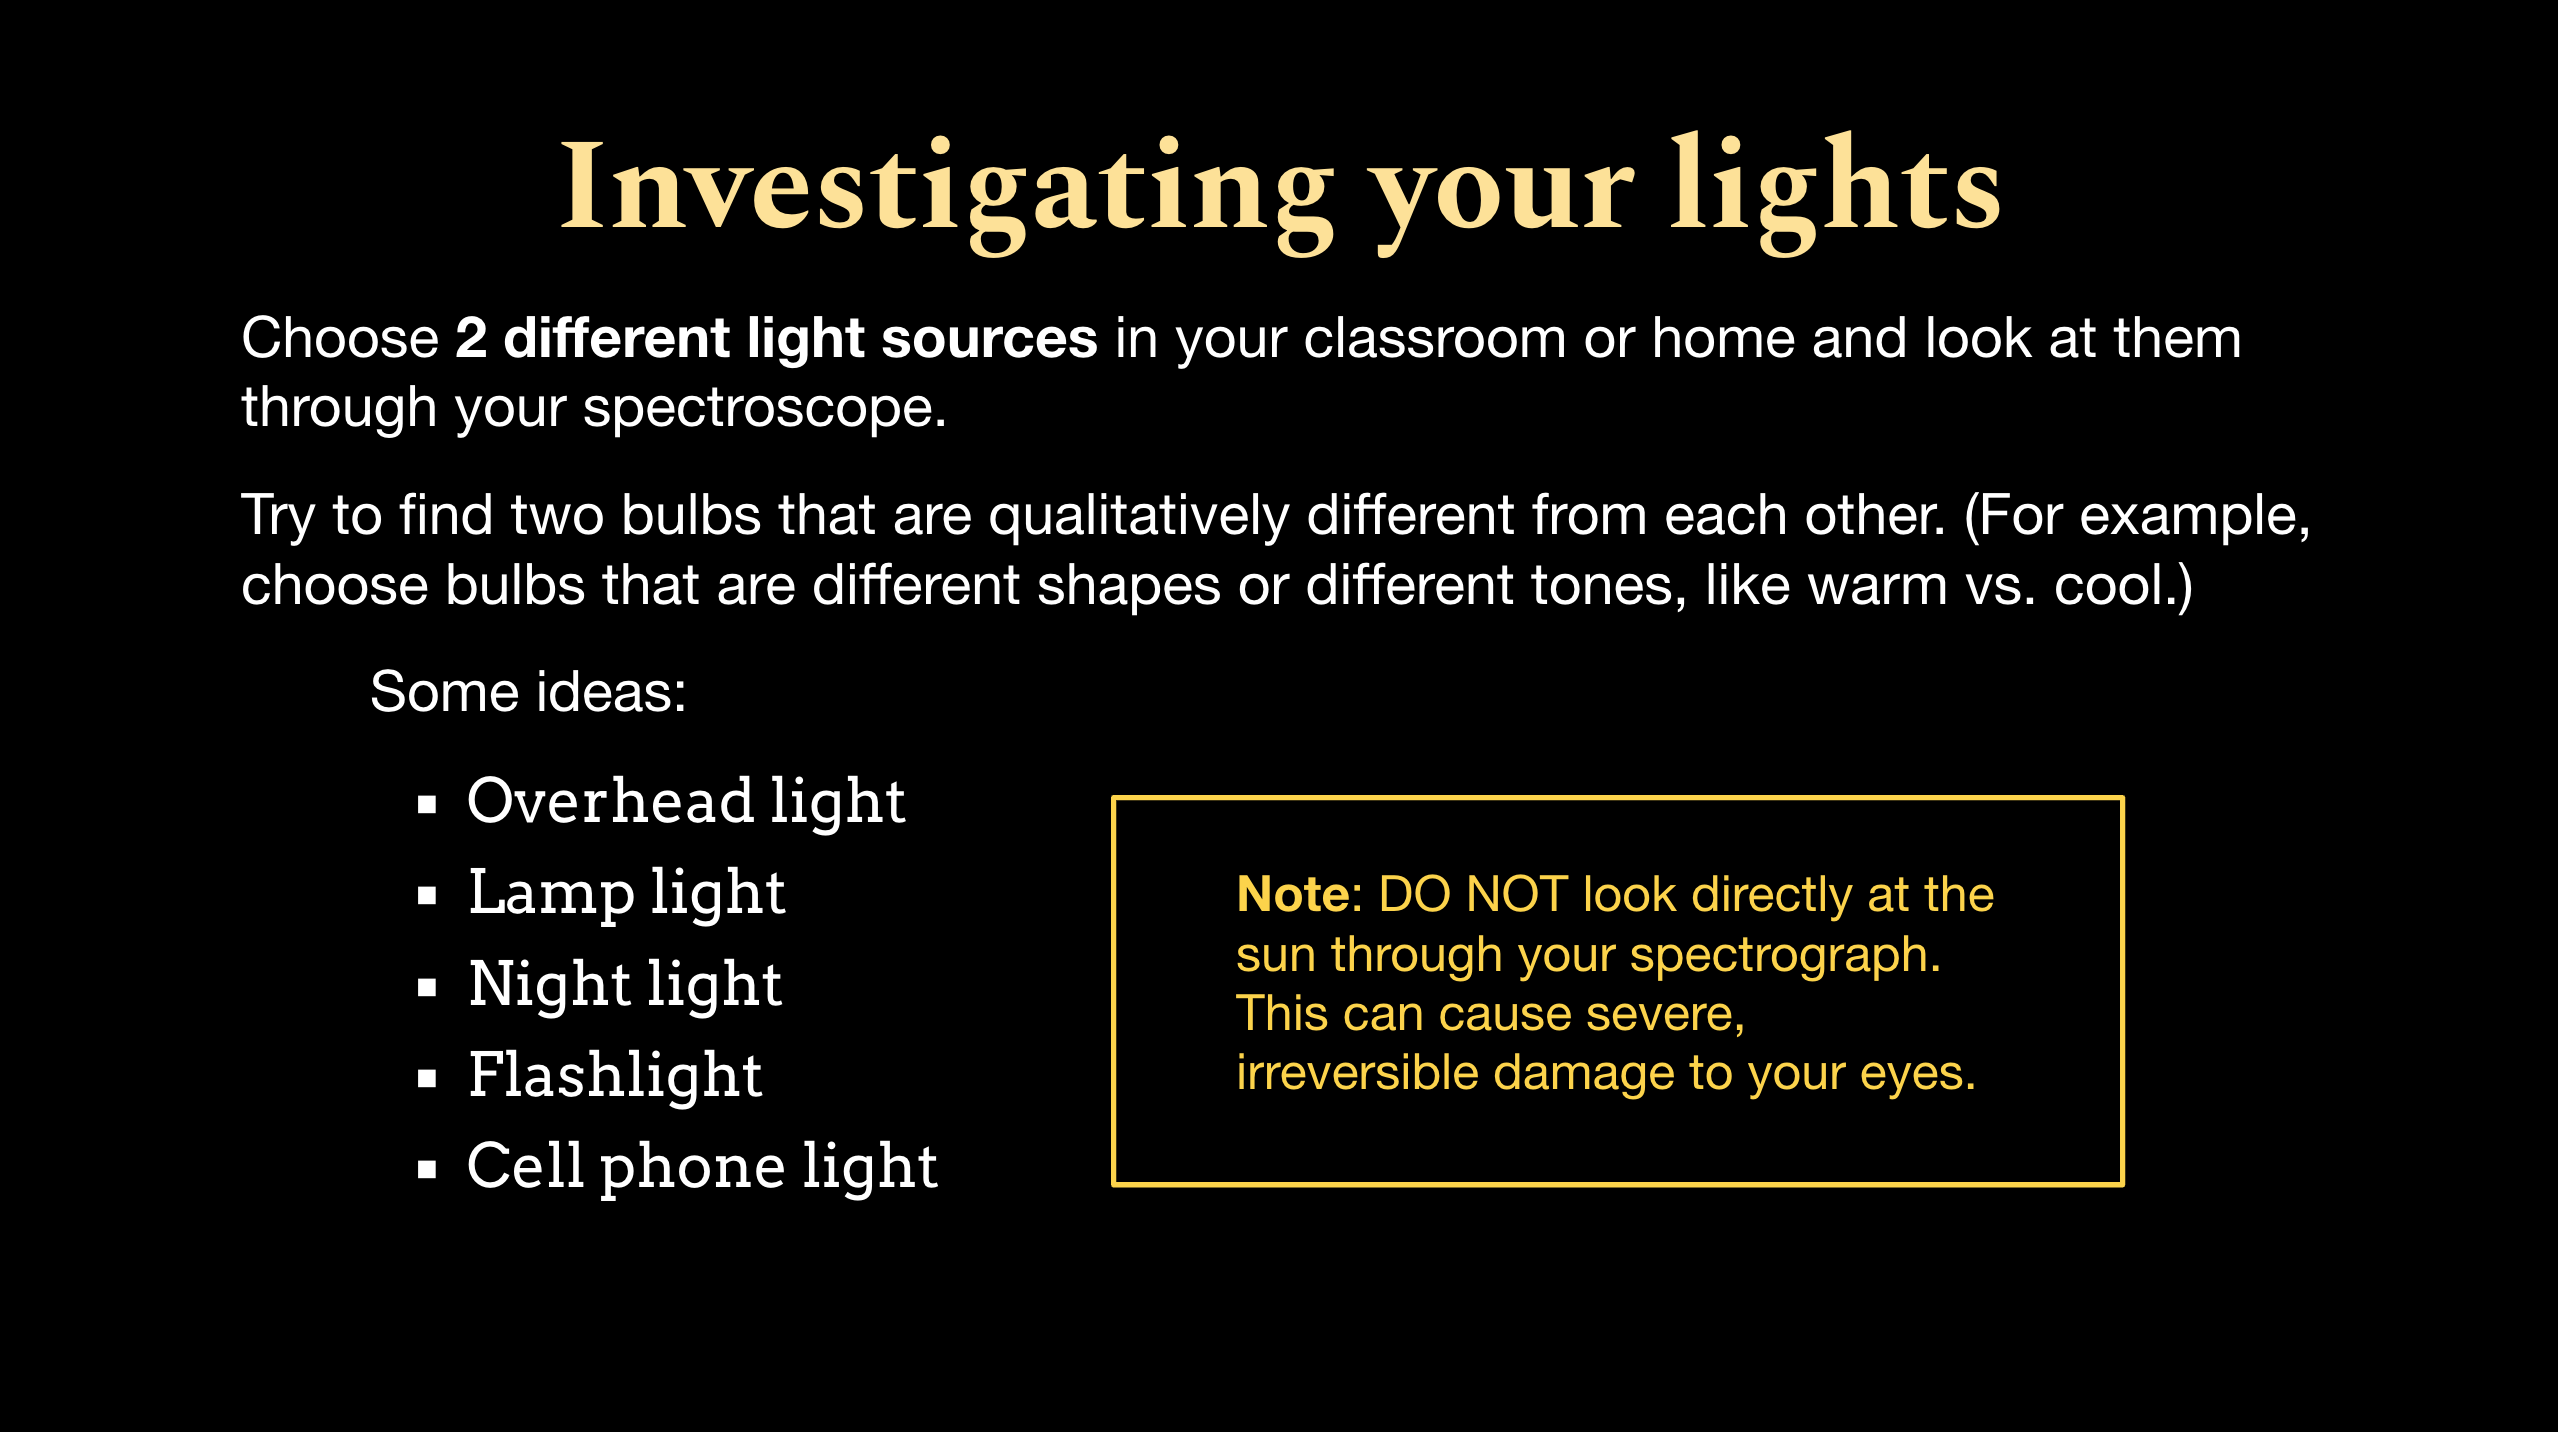 Investigating your lights
Choose 2 different light sources in your classroom or home and look at them
through your spectroscope.
Try to find two bulbs that are qualitatively different from each other. (For example,
choose bulbs that are different shapes or different tones, like warm vs. cool.)
Some ideas:
▪ Overhead light
▪ Lamp light
▪ Night light
▪ Flashlight
▪ Cell phone light
Note: DO NOT look directly at the
sun through your spectrograph.
This can cause severe,
irreversible damage to your eyes.